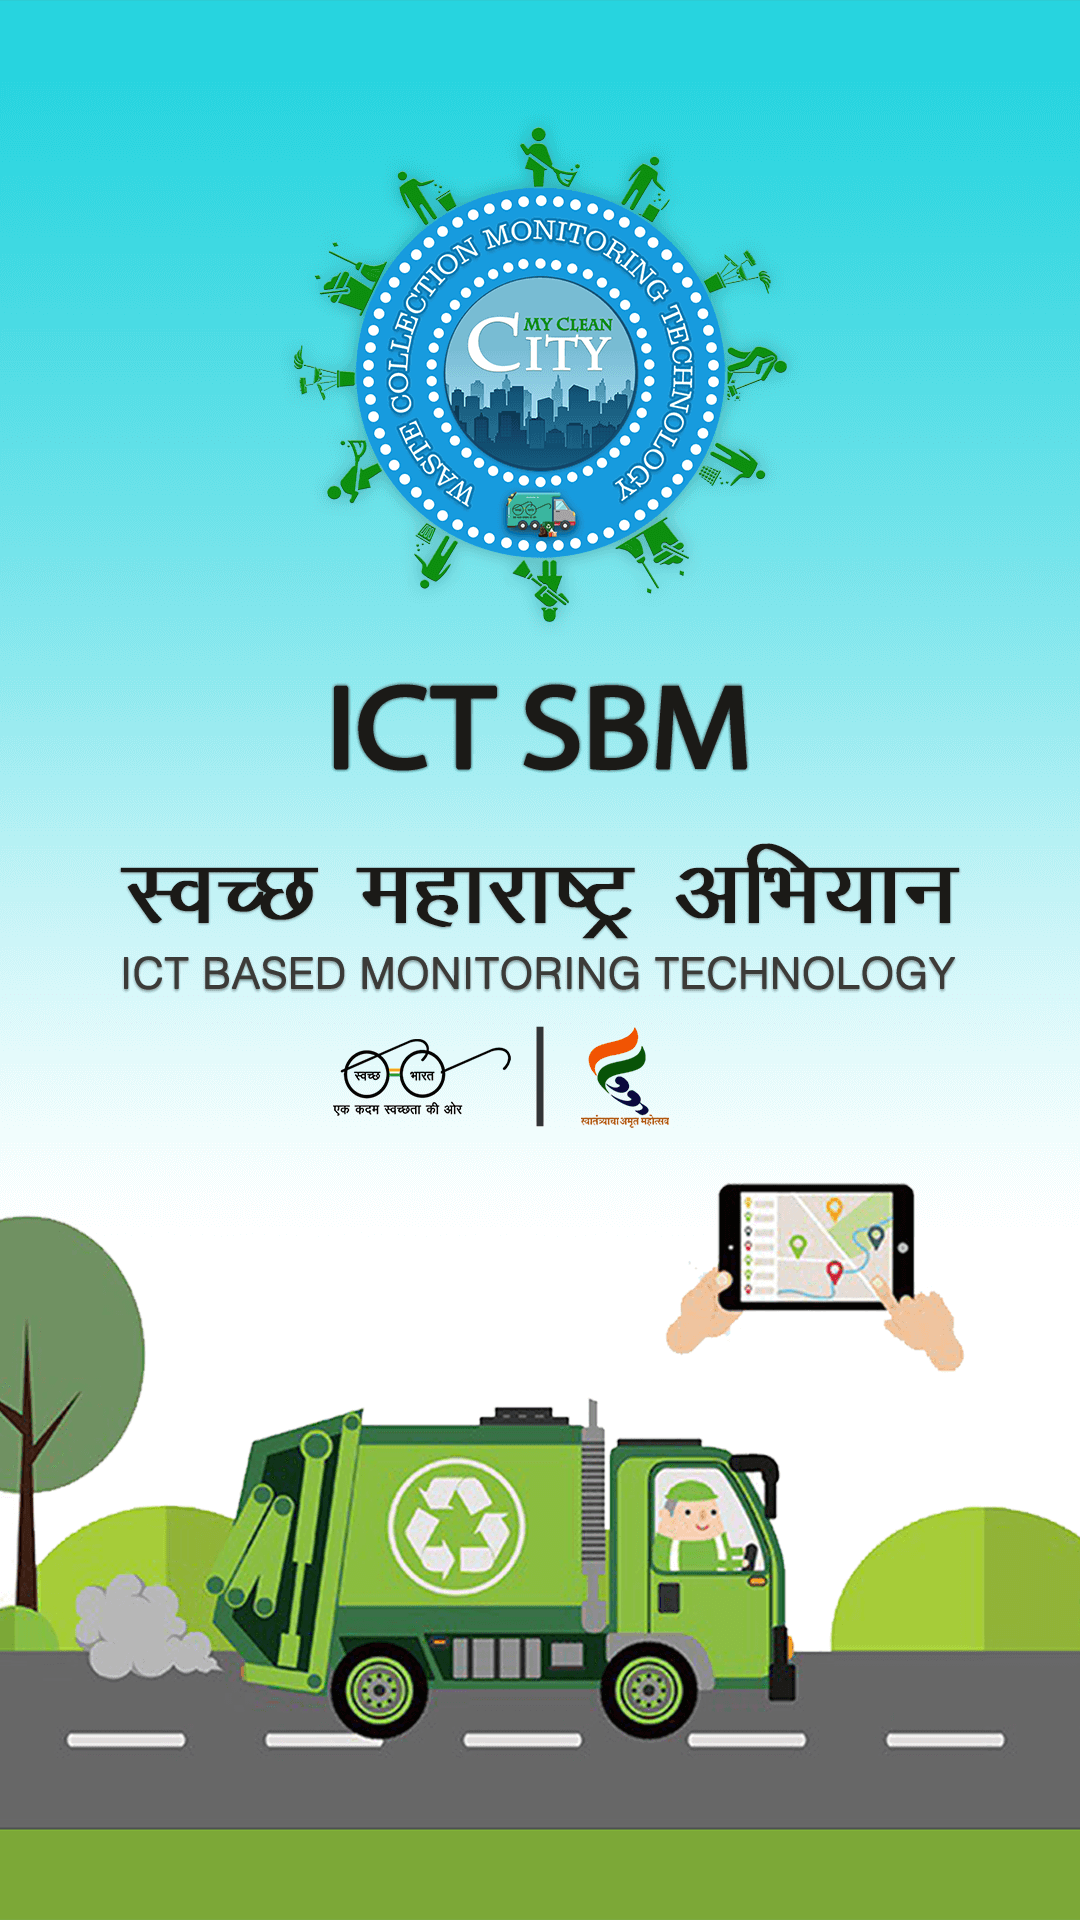 WASTE COLLECTION MONITORING TECHNOLOGY
MY CLEAN
CITY
ICT SBM
स्वच्छ महाराष्ट्र अभियान
ICT BASED MONITORING TECHNOLOGY
स्वच्छ भारत
एक कदम स्वच्छता की ओर
स्वातंत्र्याचा अमृत महोत्सव